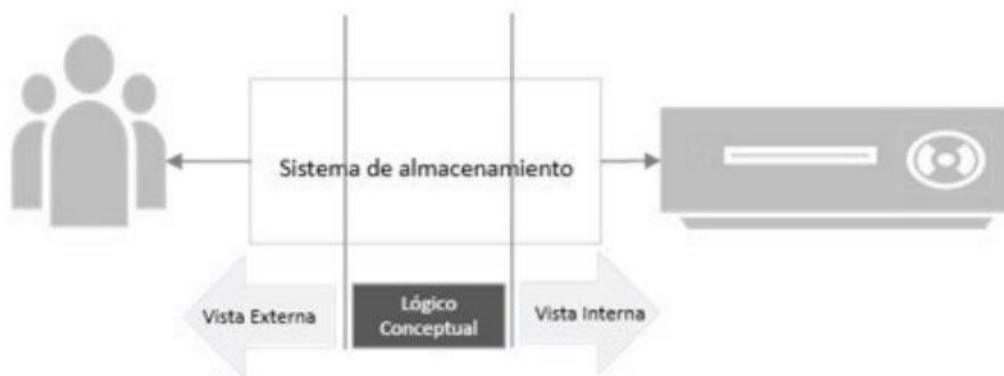 Sistema de almacenamiento
Vista Externa
Lógico
Conceptual
Vista Interna